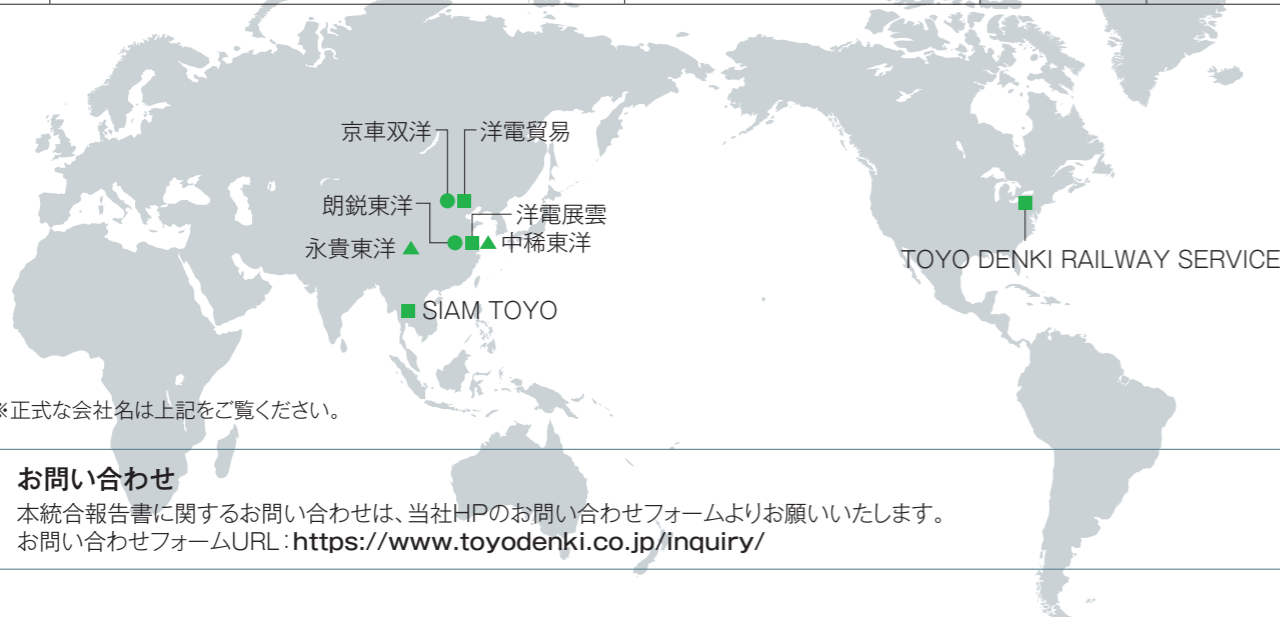 京車双洋
洋電貿易
朗鋭東洋
洋電展雲
永貴東洋
中稀東洋
SIAM TOYO
TOYO DENKI RAILWAY SERVICE
※正式な会社名は上記をご覧ください。
お問い合わせ
本統合報告書に関するお問い合わせは、当社HPのお問い合わせフォームよりお願いいたします。
お問い合わせフォームURL：https://www.toyodenki.co.jp/inquiry/